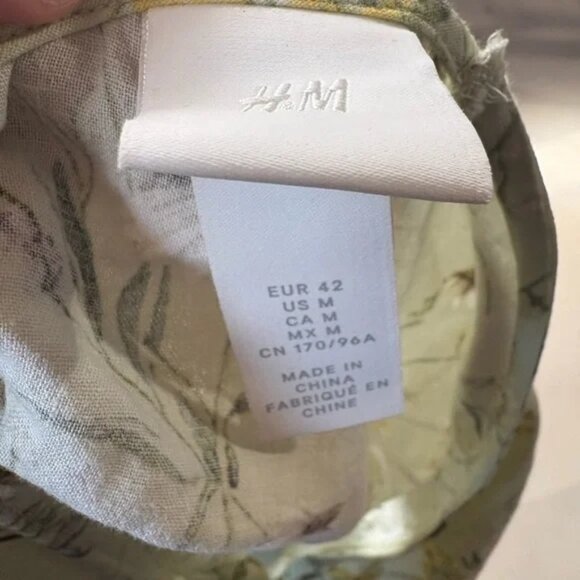 H&M
EUR 42
US M
CA M
MX M
CN 170/96A
MADE IN
CHINA
FABRIQUÉ EN
CHINE